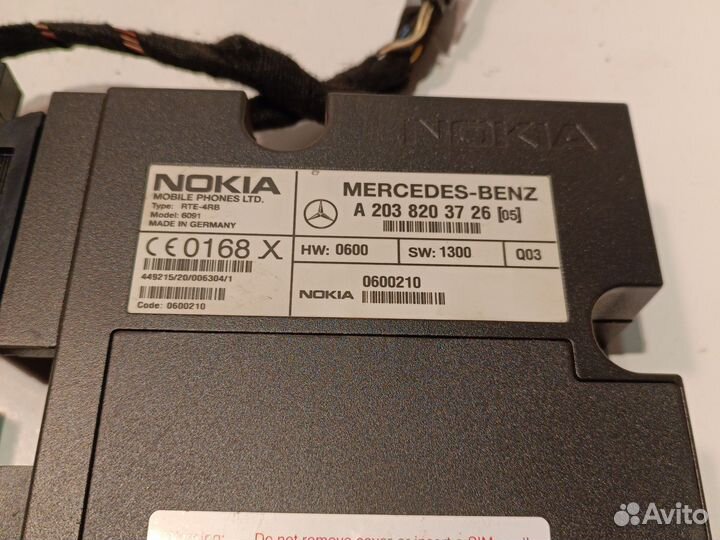 NOKIA
NOKIA
MOBILE PHONES LTD.
Type: RTE-4RB
Model: 6091
MADE IN GERMANY
CE 0168 X
449215/20/006304/1
Code: 0600210
MERCEDES-BENZ
A 203 820 37 26 [05]
HW: 0600
SW: 1300
Q03
0600210
NOKIA
Do not remove cover or insert a SIM
Avito